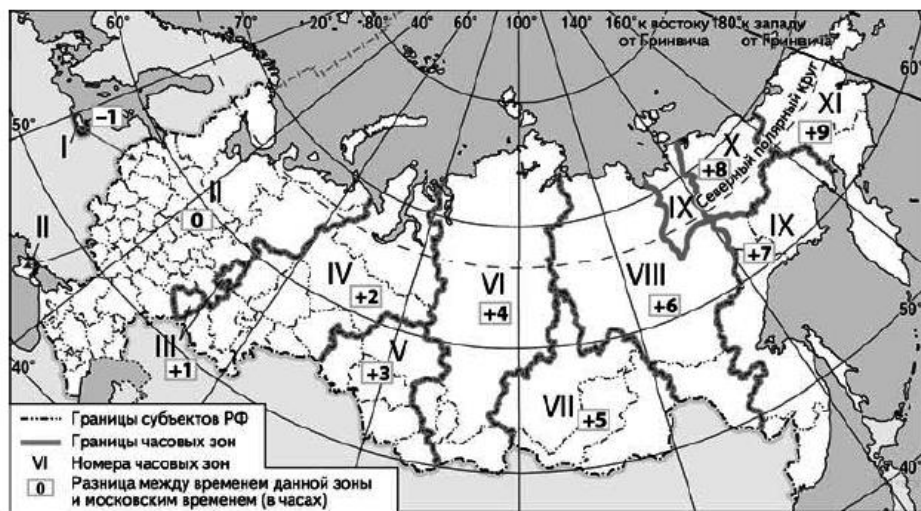 60° 70° 20° 80° 100° 140° 160° к востоку 180° к западу
от Гринвича от Гринвича
60°
50°
I
−1
XI
+9
X
+8
Северный полярный круг
II
0
II
IX
IX
+7
IV
+2
VI
+4
VIII
+6
50°
40°
III
+1
V
+3
VII
+5
40°
Границы субъектов РФ
Границы часовых зон
VI Номера часовых зон
0 Разница между временем данной зоны
и московским временем (в часах)